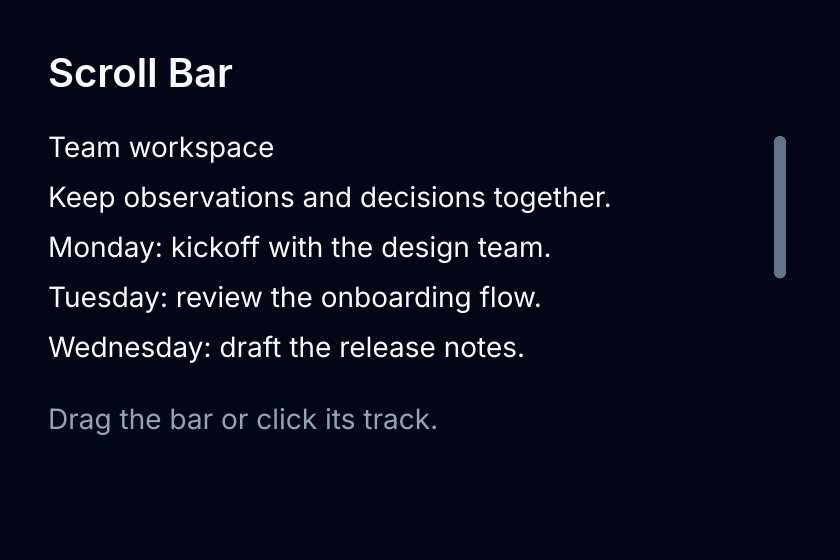 Scroll Bar
Team workspace
Keep observations and decisions together.
Monday: kickoff with the design team.
Tuesday: review the onboarding flow.
Wednesday: draft the release notes.
Drag the bar or click its track.